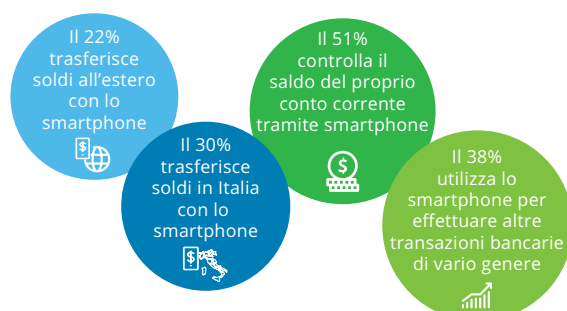 Il 22%
trasferisce
soldi all’estero
con lo
smartphone
Il 30%
trasferisce
soldi in Italia
con lo
smartphone
Il 51%
controlla il
saldo del proprio
conto corrente
tramite smartphone
Il 38%
utilizza lo
smartphone per
effettuare altre
transazioni bancarie
di vario genere